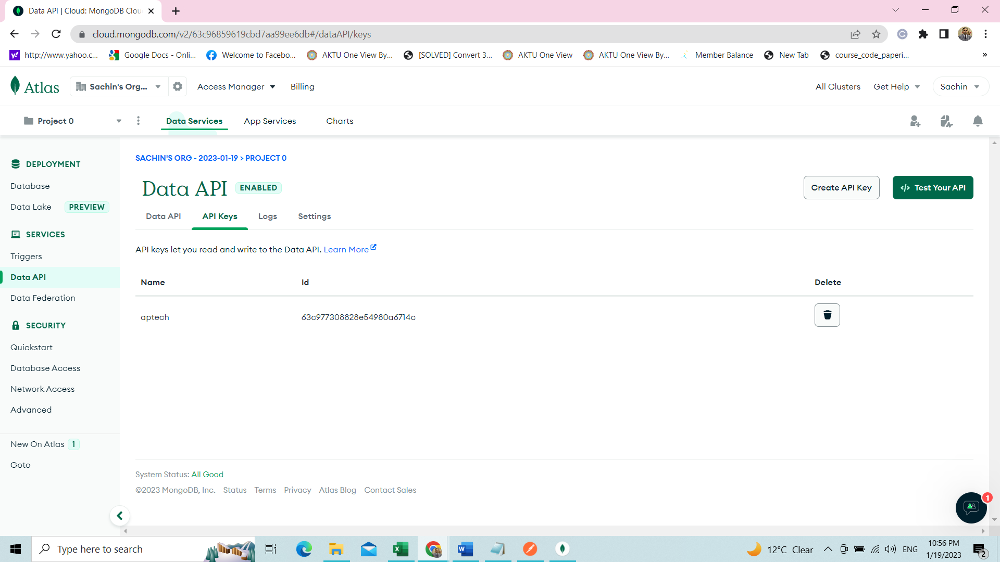 Data API | Cloud: MongoDB Clou
cloud.mongodb.com/v2/63c96859619cbd7aa99ee6db#/dataAPI/keys
http://www.yahoo.c...
Google Docs - Onli...
Welcome to Facebo...
AKTU One View By...
[SOLVED] Convert 3...
AKTU One View
AKTU One View By...
Member Balance
New Tab
course_code_paperi...
»
Atlas
Sachin's Org...
Access Manager
Billing
All Clusters
Get Help
Sachin
Project 0
Data Services
App Services
Charts
DEPLOYMENT
Database
Data Lake PREVIEW
SERVICES
Triggers
Data API
Data Federation
SECURITY
Quickstart
Database Access
Network Access
Advanced
New On Atlas 1
Goto
SACHIN'S ORG - 2023-01-19 > PROJECT 0
Data API ENABLED
Create API Key
</> Test Your API
Data API API Keys Logs Settings
API keys let you read and write to the Data API. Learn More
Name Id Delete
aptech 63c977308828e54980a6714c
System Status: All Good
©2023 MongoDB, Inc. Status Terms Privacy Atlas Blog Contact Sales
1
Type here to search
12°C Clear
ENG
10:56 PM
1/19/2023
2